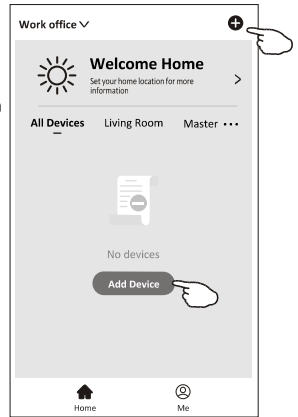 Work office
Welcome Home
Set your home location for more
information
All Devices Living Room Master •••
No devices
Add Device
Home Me